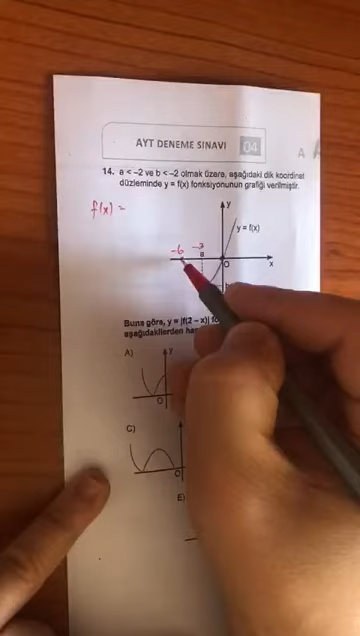 AYT DENEME SINAVI 04
A
14. a < -2 ve b < -2 olmak üzere, aşağıdaki dik koordinat
düzleminde y = f(x) fonksiyonunun grafiği verilmiştir.
f(x) =
y
y = f(x)
-6 -3
a
O
x
Buna göre, y = |f(2 - x)|
aşağıdakilerden
A)
y
O
C)
O
E)